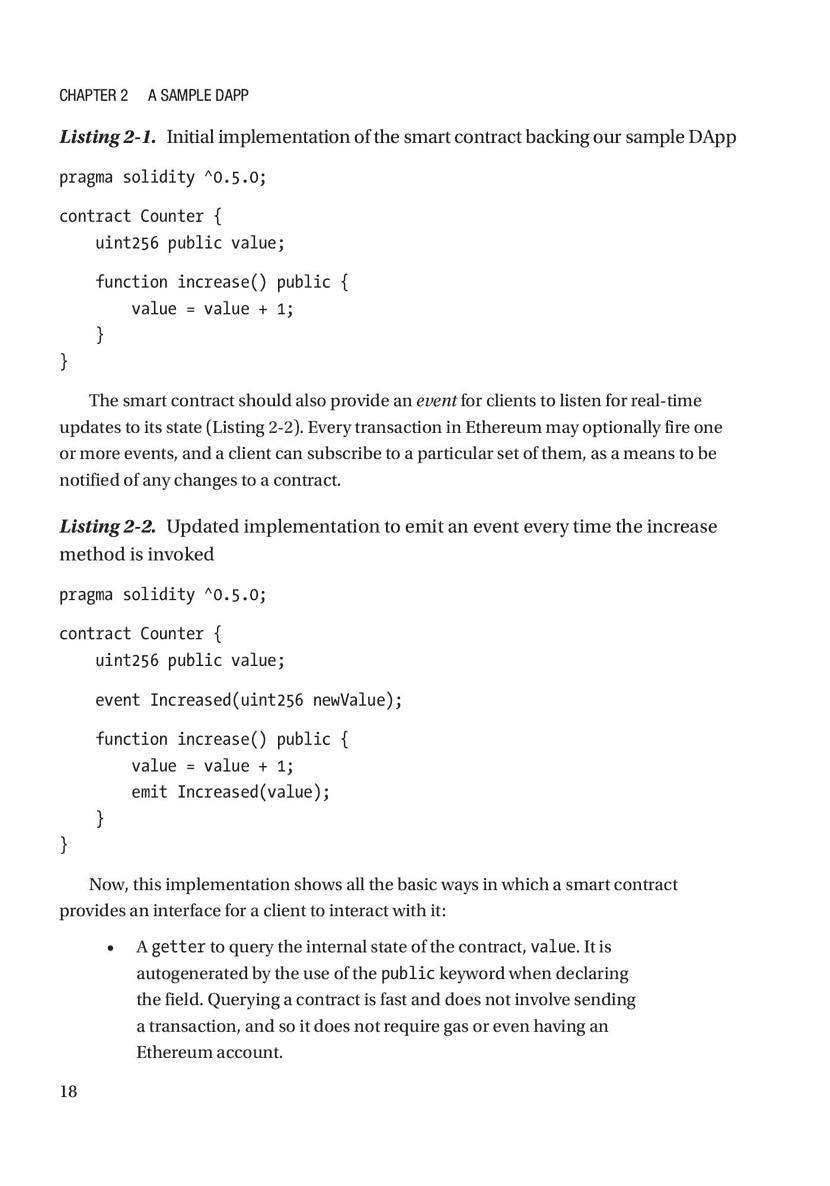 CHAPTER 2 A SAMPLE DAPP
Listing 2-1. Initial implementation of the smart contract backing our sample DApp
pragma solidity ^0.5.0;
contract Counter {
uint256 public value;
function increase() public {
value = value + 1;
}
}
The smart contract should also provide an event for clients to listen for real-time
updates to its state (Listing 2-2). Every transaction in Ethereum may optionally fire one
or more events, and a client can subscribe to a particular set of them, as a means to be
notified of any changes to a contract.
Listing 2-2. Updated implementation to emit an event every time the increase
method is invoked
pragma solidity ^0.5.0;
contract Counter {
uint256 public value;
event Increased(uint256 newValue);
function increase() public {
value = value + 1;
emit Increased(value);
}
}
Now, this implementation shows all the basic ways in which a smart contract
provides an interface for a client to interact with it:
• A getter to query the internal state of the contract, value. It is
autogenerated by the use of the public keyword when declaring
the field. Querying a contract is fast and does not involve sending
a transaction, and so it does not require gas or even having an
Ethereum account.
18